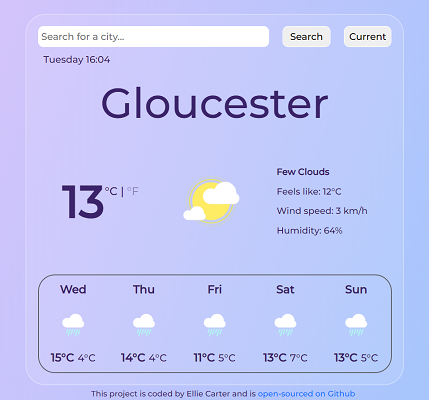 Search for a city... Search Current
Tuesday 16:04
Gloucester
13 °C | °F
Few Clouds
Feels like: 12°C
Wind speed: 3 km/h
Humidity: 64%
Wed Thu Fri Sat Sun
15°C 4°C 14°C 4°C 11°C 5°C 13°C 7°C 13°C 5°C
This project is coded by Ellie Carter and is open-sourced on Github